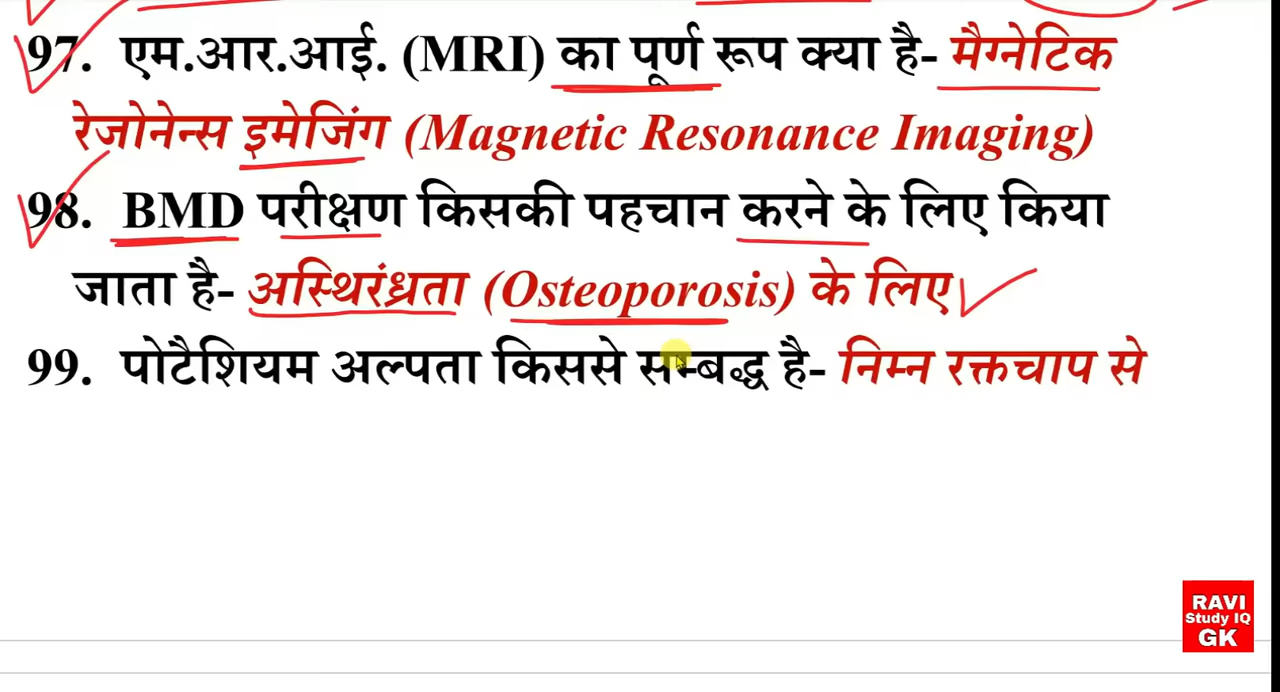 97. एम.आर.आई. (MRI) का पूर्ण रूप क्या है- मैग्नेटिक
रेजोनेन्स इमेजिंग (Magnetic Resonance Imaging)
98. BMD परीक्षण किसकी पहचान करने के लिए किया
जाता है- अस्थिरंध्रता (Osteoporosis) के लिए
99. पोटैशियम अल्पता किससे सम्बद्ध है- निम्न रक्तचाप से
RAVI
Study IQ
GK